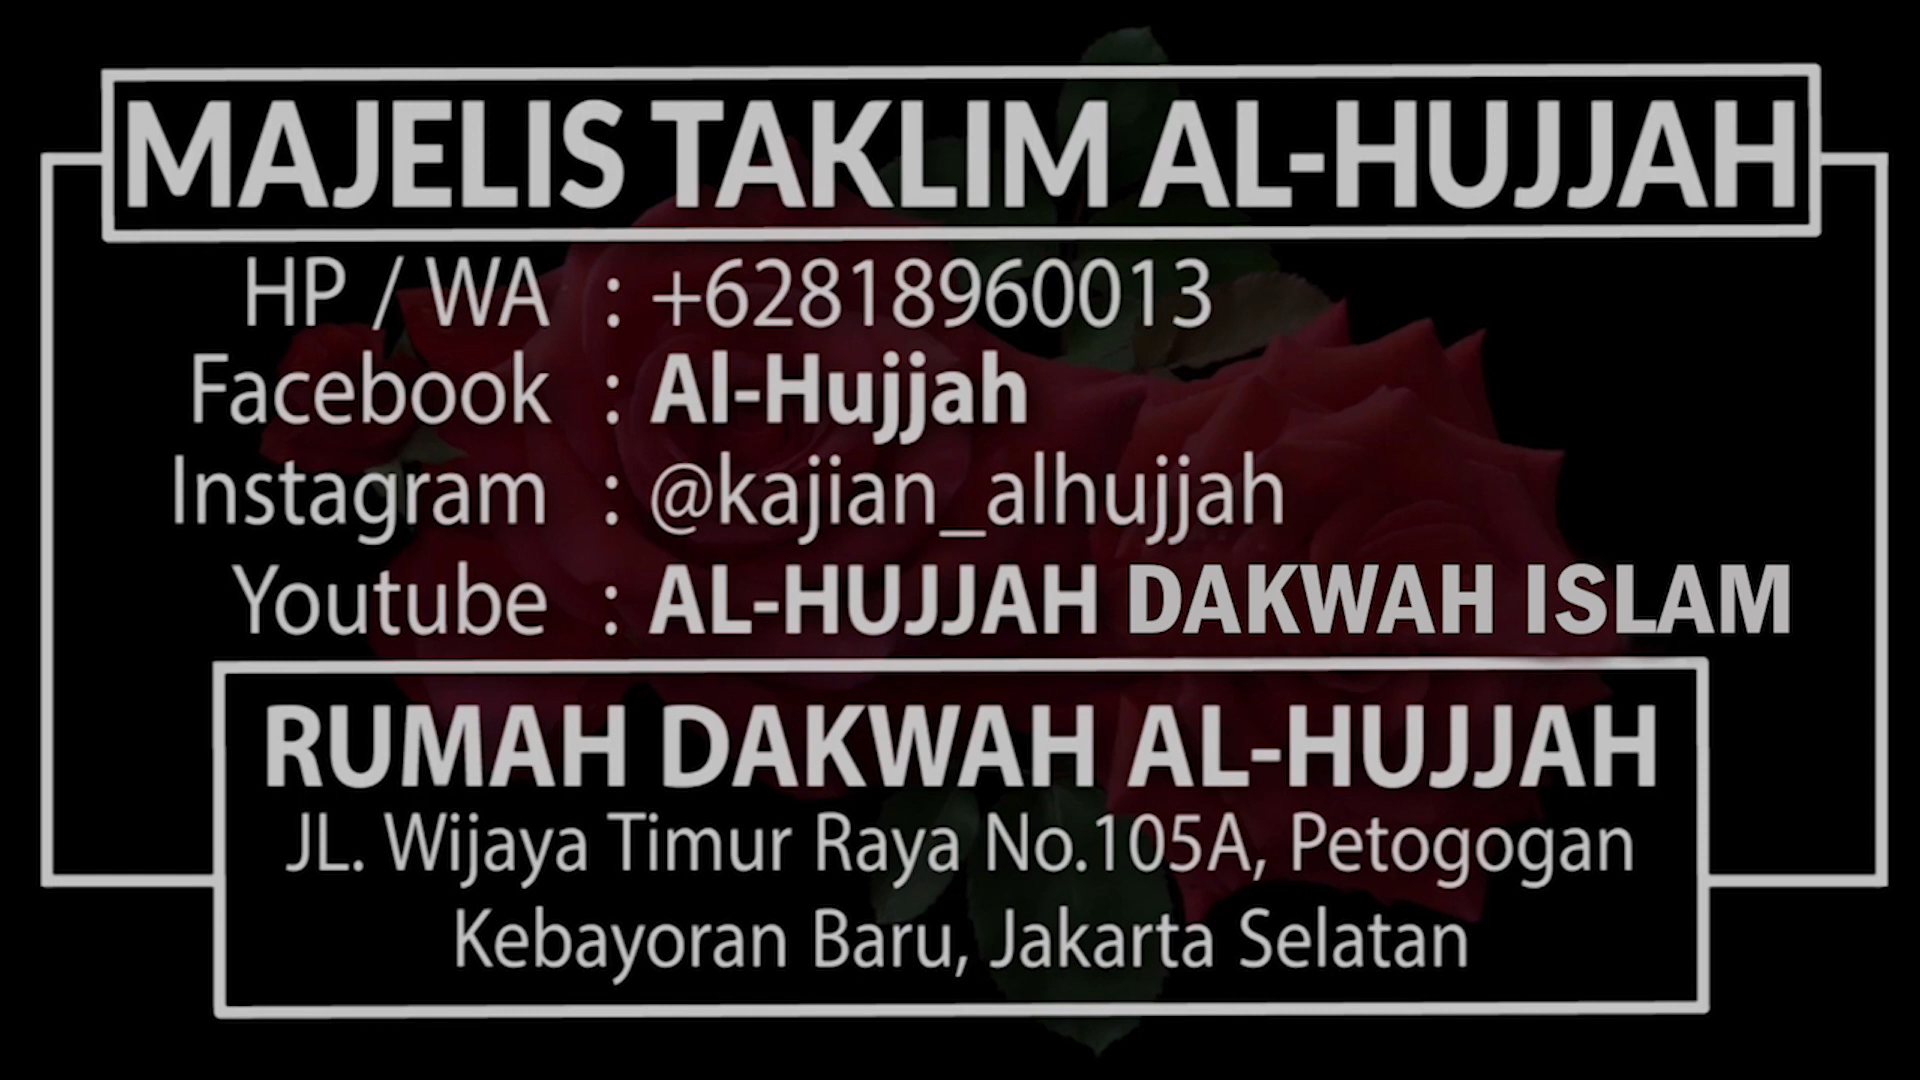 MAJELIS TAKLIM AL-HUJJAH
HP / WA : +62818960013
Facebook : Al-Hujjah
Instagram : @kajian_alhujjah
Youtube : AL-HUJJAH DAKWAH ISLAM
RUMAH DAKWAH AL-HUJJAH
JL. Wijaya Timur Raya No.105A, Petogogan
Kebayoran Baru, Jakarta Selatan